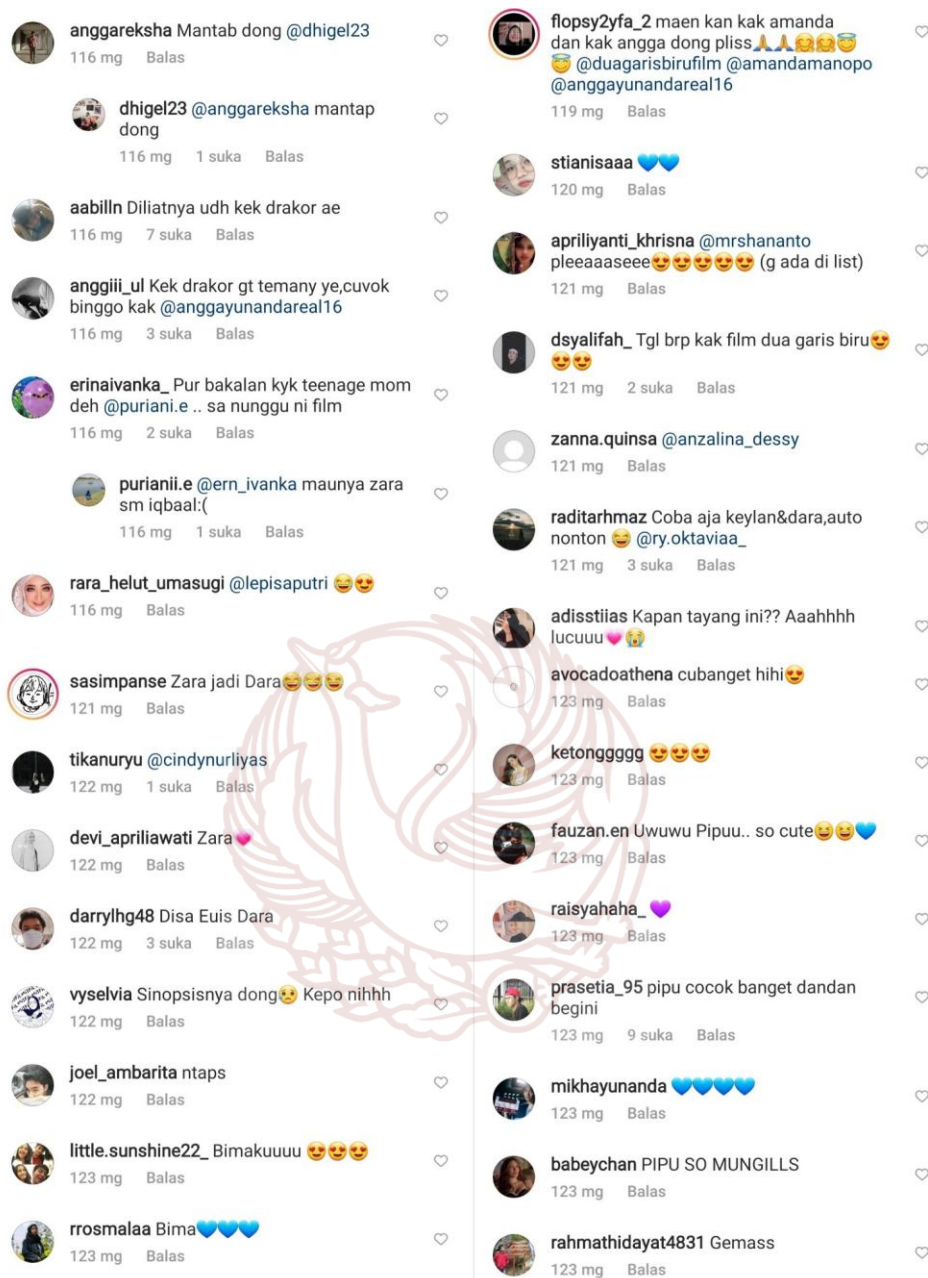 anggareksha Mantab dong @dhigel23
116 mg Balas
dhigel23 @anggareksha mantap
dong
116 mg 1 suka Balas
aabilln Diliatnya udh kek drakor ae
116 mg 7 suka Balas
anggiii_ul Kek drakor gt temany ye,cuvok
binggo kak @anggayunandareal16
116 mg 3 suka Balas
erinaivanka_ Pur bakalan kyk teenage mom
deh @puriani.e .. sa nunggu ni film
116 mg 2 suka Balas
purianii.e @ern_ivanka maunya zara
sm iqbaal:(
116 mg 1 suka Balas
rara_helut_umasugi @lepisaputri 😂😍
116 mg Balas
sasimpanse Zara jadi Dara😂😂😂
121 mg Balas
tikanuryu @cindynurliyas
122 mg 1 suka Balas
devi_apriliawati Zara💗
122 mg Balas
darrylhg48 Disa Euis Dara
122 mg 3 suka Balas
vyselvia Sinopsisnya dong😢 Kepo nihhh
122 mg Balas
joel_ambarita ntaps
122 mg Balas
little.sunshine22_ Bimakuuuu 😍😍😍
123 mg Balas
rrosmalaa Bima💙💙💙
123 mg Balas
flopsy2yfa_2 maen kan kak amanda
dan kak angga dong pliss🙏🙏🤗🤗😇
😇 @duagarisbirufilm @amandamanopo
@anggayunandareal16
119 mg Balas
stianisaaa 💙💙
120 mg Balas
apriliyanti_khrisna @mrshananto
pleeaaaseee😍😍😍😍😍 (g ada di list)
121 mg Balas
dsyalifah_ Tgl brp kak film dua garis biru😍
😍😍
121 mg 2 suka Balas
zanna.quinsa @anzalina_dessy
121 mg Balas
raditarhmaz Coba aja keylan&dara,auto
nonton 😂 @ry.oktaviaa_
121 mg 3 suka Balas
adisstiias Kapan tayang ini?? Aaahhhh
lucuuu💗😭
avocadoathena cubanget hihi😍
123 mg Balas
ketonggggg 😍😍😍
123 mg Balas
fauzan.en Uwuwu Pipuu.. so cute😆😆💙
123 mg Balas
raisyahaha_ 💜
123 mg Balas
prasetia_95 pipu cocok banget dandan
begini
123 mg 9 suka Balas
mikhayunanda 💙💙💙💙
123 mg Balas
babeychan PIPU SO MUNGILLS
123 mg Balas
rahmathidayat4831 Gemass
123 mg Balas